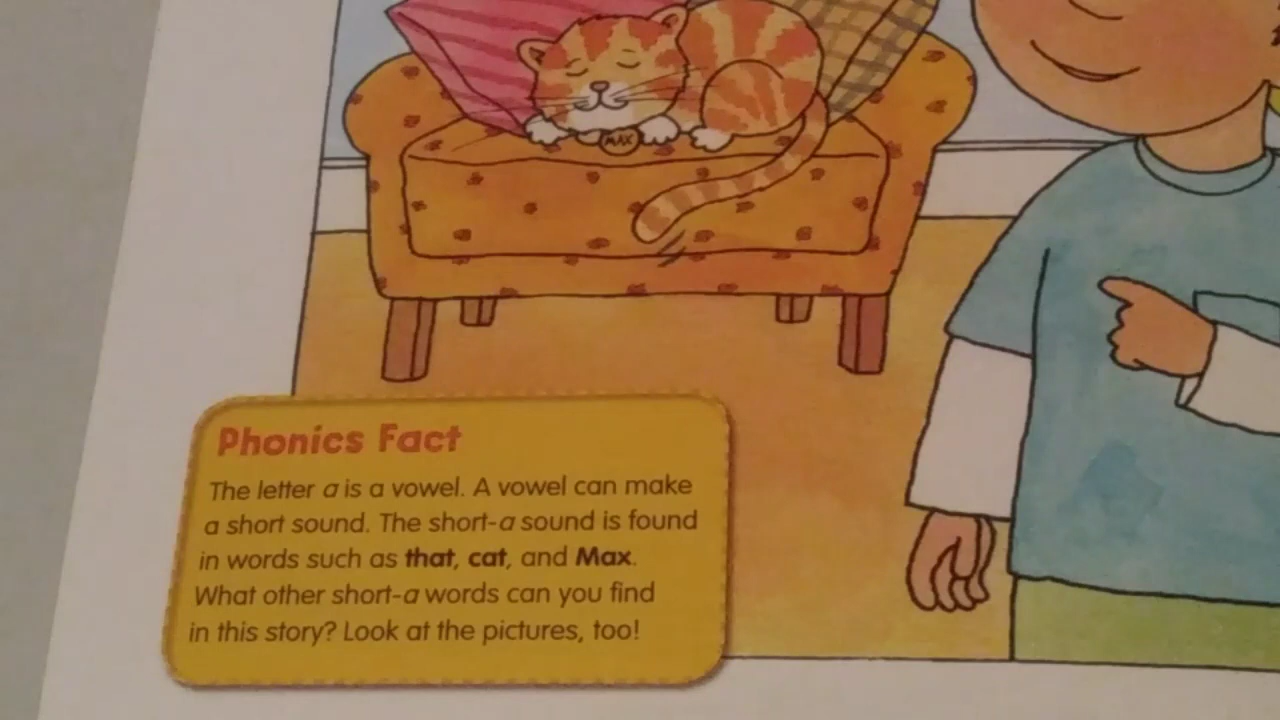 MAX
Phonics Fact
The letter a is a vowel. A vowel can make
a short sound. The short-a sound is found
in words such as that, cat, and Max.
What other short-a words can you find
in this story? Look at the pictures, too!